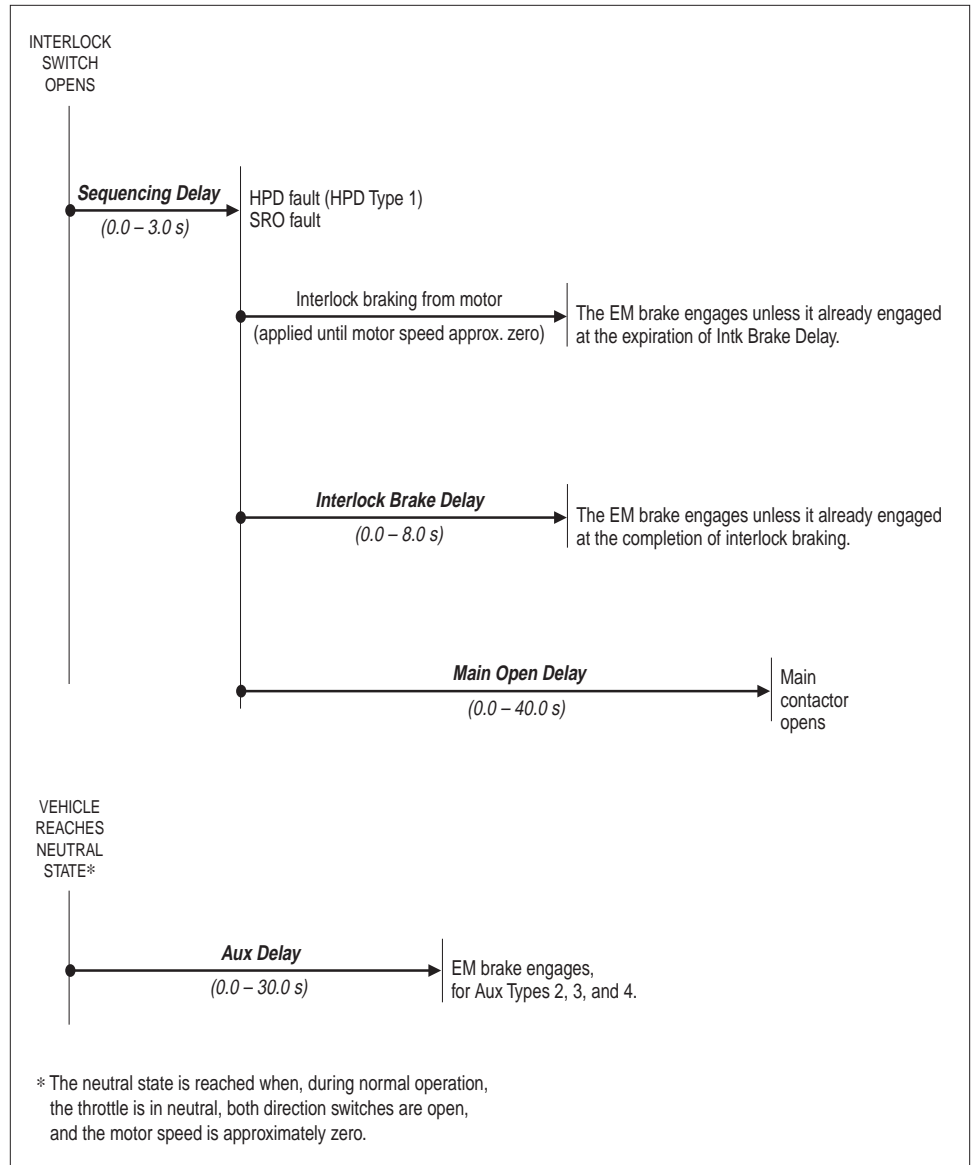 INTERLOCK
SWITCH
OPENS
Sequencing Delay
(0.0 – 3.0 s)
HPD fault (HPD Type 1)
SRO fault
Interlock braking from motor
(applied until motor speed approx. zero)
The EM brake engages unless it already engaged
at the expiration of Intk Brake Delay.
Interlock Brake Delay
(0.0 – 8.0 s)
The EM brake engages unless it already engaged
at the completion of interlock braking.
Main Open Delay
(0.0 – 40.0 s)
Main
contactor
opens
VEHICLE
REACHES
NEUTRAL
STATE*
Aux Delay
(0.0 – 30.0 s)
EM brake engages,
for Aux Types 2, 3, and 4.
* The neutral state is reached when, during normal operation,
the throttle is in neutral, both direction switches are open,
and the motor speed is approximately zero.